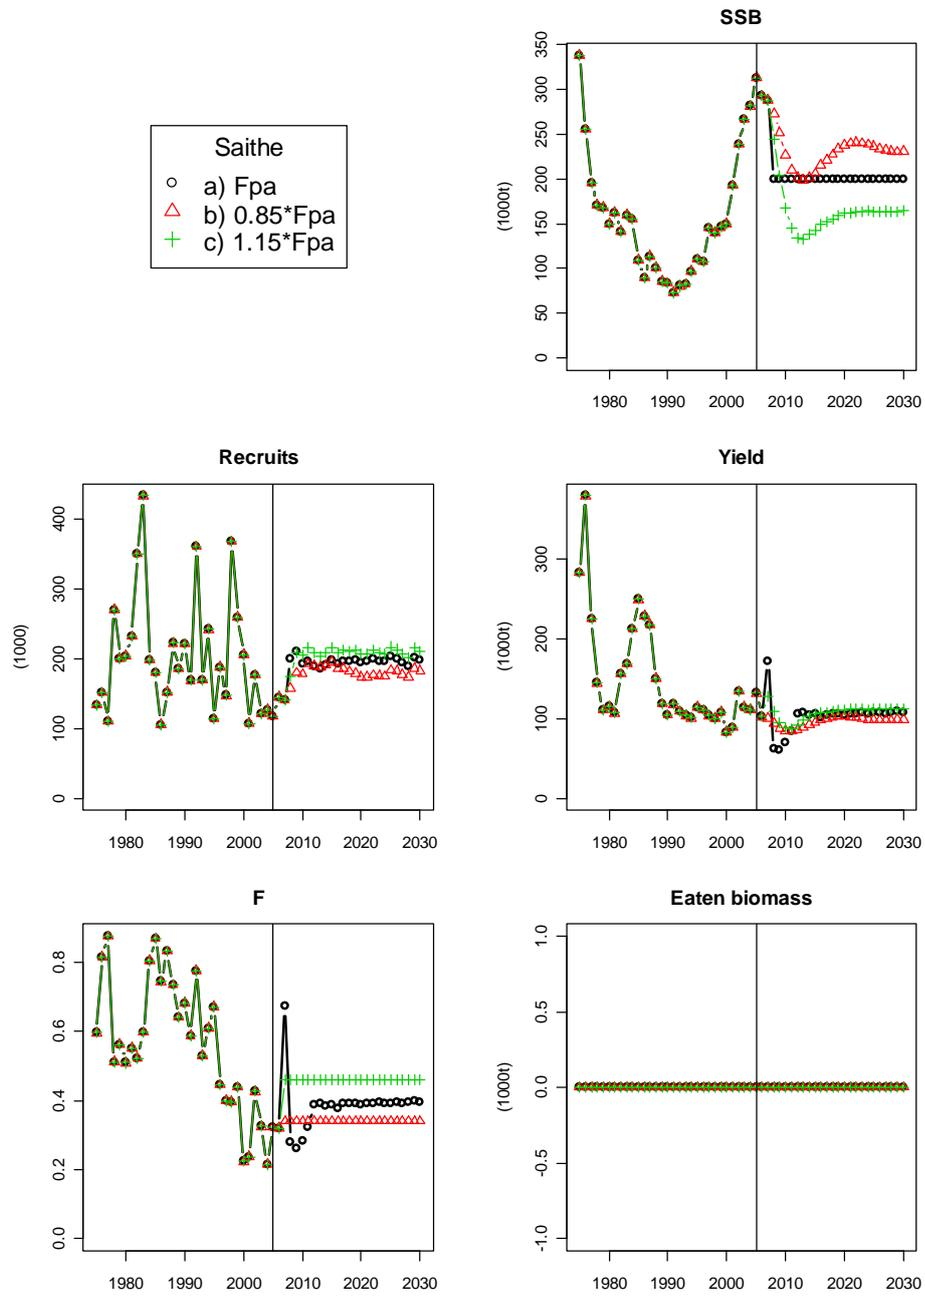 SSB
Saithe
a) Fpa
b) 0.85*Fpa
c) 1.15*Fpa
(1000t)
0 50 100 150 200 250 300 350
1980 1990 2000 2010 2020 2030
Recruits
(1000)
0 100 200 300 400
1980 1990 2000 2010 2020 2030
Yield
(1000t)
0 100 200 300
1980 1990 2000 2010 2020 2030
F
0.0 0.2 0.4 0.6 0.8
1980 1990 2000 2010 2020 2030
Eaten biomass
(1000t)
-1.0 -0.5 0.0 0.5 1.0
1980 1990 2000 2010 2020 2030